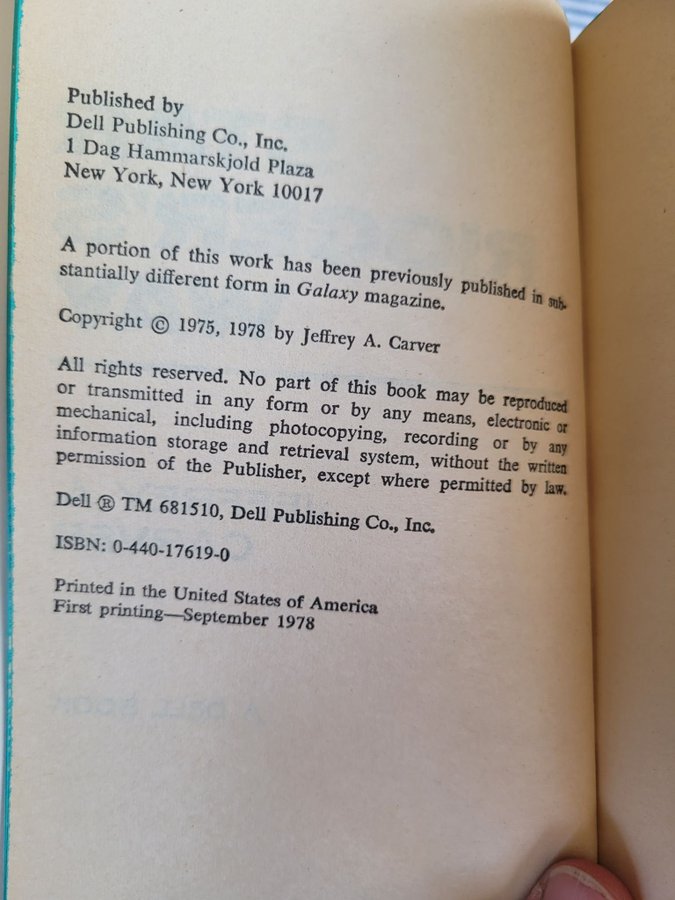 Published by
Dell Publishing Co., Inc.
1 Dag Hammarskjold Plaza
New York, New York 10017
A portion of this work has been previously published in sub-
stantially different form in Galaxy magazine.
Copyright © 1975, 1978 by Jeffrey A. Carver
All rights reserved. No part of this book may be reproduced
or transmitted in any form or by any means, electronic or
mechanical, including photocopying, recording or by any
information storage and retrieval system, without the written
permission of the Publisher, except where permitted by law.
Dell ® TM 681510, Dell Publishing Co., Inc.
ISBN: 0-440-17619-0
Printed in the United States of America
First printing—September 1978